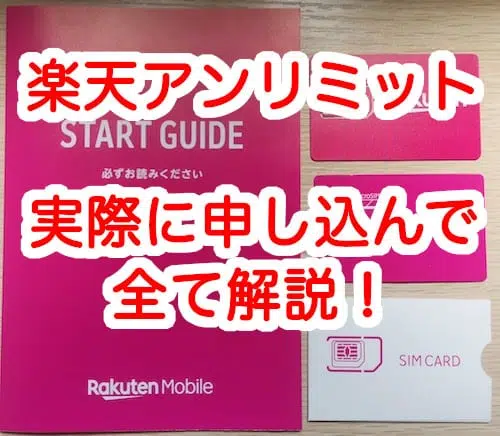 楽天アンリミット
START GUIDE
必ずお読みください
実際に申し込んで
全て解説！
SIM CARD
Rakuten Mobile